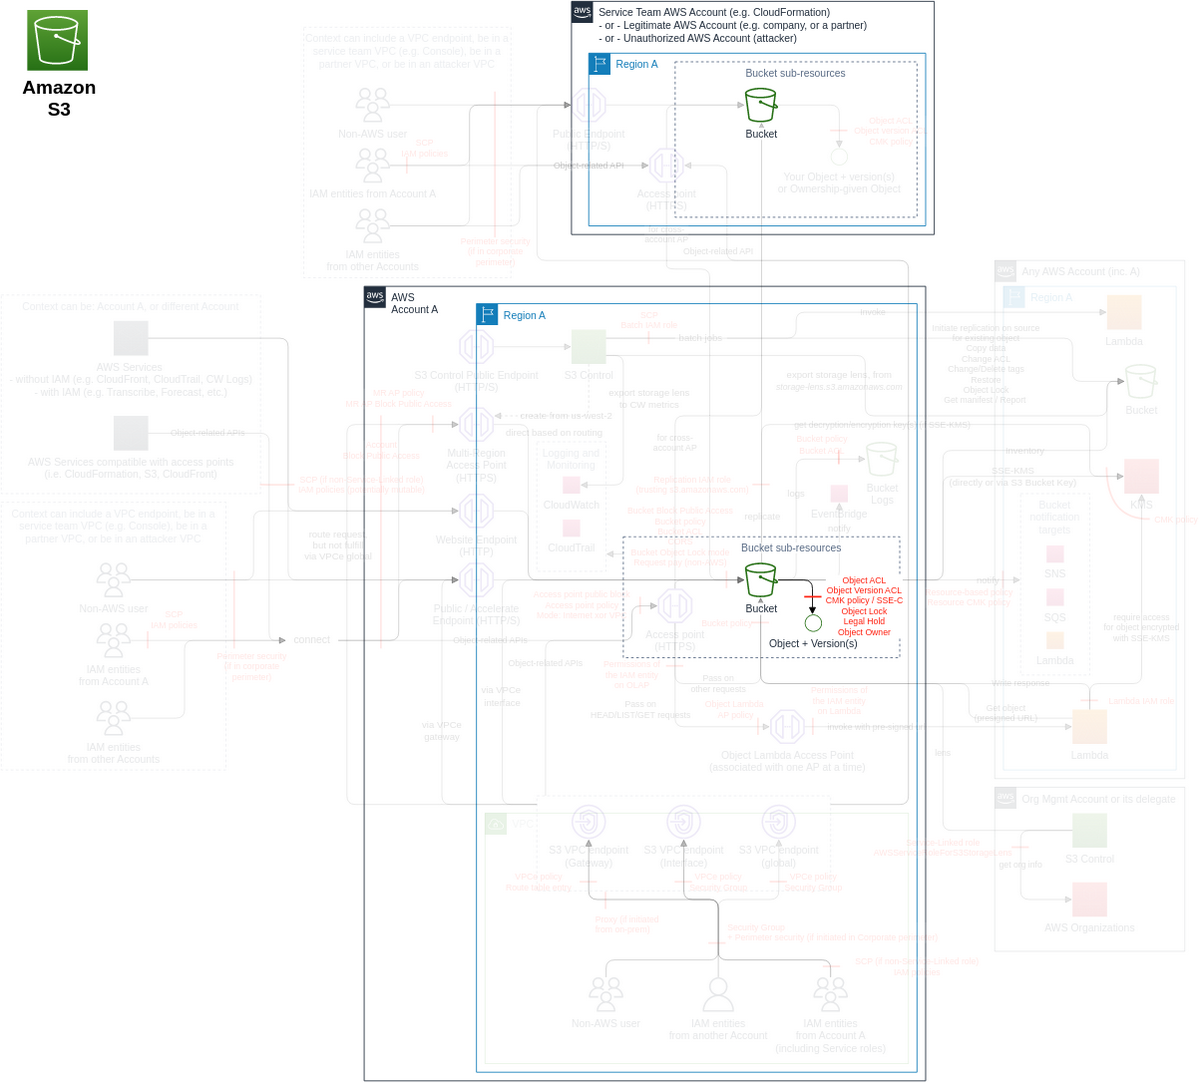 Amazon
S3
Service Team AWS Account (e.g. CloudFormation)
- or - Legitimate AWS Account (e.g. company, or a partner)
- or - Unauthorized AWS Account (attacker)
aws
Region A
Bucket sub-resources
Bucket
Object ACL
Object Version ACL
CMK policy
Your Object + version(s)
or Ownership-given Object
Public Endpoint
(HTTP/S)
Object-related API
Access point
(HTTPS)
for cross-
account AP
Object-related API
Context can include a VPC endpoint, be in a
service team VPC (e.g. Console), be in a
partner VPC, or be in an attacker VPC
Non-AWS user
SCP
IAM policies
IAM entities from Account A
IAM entities
from other Accounts
Perimeter security
(if in corporate
perimeter)
Context can be: Account A, or different Account
AWS Services
- without IAM (e.g. CloudFront, CloudTrail, CW Logs)
- with IAM (e.g. Transcribe, Forecast, etc.)
Object-related APIs
AWS Services compatible with access points
(i.e. CloudFormation, S3, CloudFront)
SCP (if non-Service-Linked role)
IAM policies (potentially mutable)
Context can include a VPC endpoint, be in a
service team VPC (e.g. Console), be in a
partner VPC, or be in an attacker VPC
Non-AWS user
SCP
IAM policies
IAM entities
from Account A
Perimeter security
(if in corporate
perimeter)
IAM entities
from other Accounts
connect
route request,
but not fulfill
via VPCe global
MR AP policy
MR AP Block Public Access
Account
Block Public Access
aws
AWS
Account A
Region A
S3 Control Public Endpoint
(HTTP/S)
S3 Control
SCP
Batch IAM role
batch jobs
invoke
export storage lens
to CW metrics
export storage lens, from
storage-lens.s3.amazonaws.com
create from us-west-2
direct based on routing
Multi-Region
Access Point
(HTTPS)
Website Endpoint
(HTTP)
Public / Accelerate
Endpoint (HTTP/S)
Logging and
Monitoring
CloudWatch
CloudTrail
for cross-
account AP
get decryption/encryption key(s) (if SSE-KMS)
Bucket policy
Bucket ACL
Bucket
Logs
logs
EventBridge
notify
replicate
Replication IAM role
(trusting s3.amazonaws.com)
Bucket Block Public Access
Bucket policy
Bucket ACL
CORS
Bucket Object Lock mode
Request pay (non-AWS)
Bucket sub-resources
Bucket
Object ACL
Object Version ACL
CMK policy / SSE-C
Object Lock
Legal Hold
Object Owner
Object + Version(s)
Access point policy
Access point
(HTTPS)
Bucket policy
Object-related APIs
Object-related APIs
Permissions of
the IAM entity
on OLAP
Pass on
other requests
Pass on
HEAD/LIST/GET requests
Object Lambda
AP policy
Permissions of
the IAM entity
on Lambda
Invoke with pre-signed
Object Lambda Access Point
(associated with one AP at a time)
via VPCe
interface
via VPCe
gateway
VPC
S3 VPC endpoint
(Gateway)
S3 VPC endpoint
(Interface)
S3 VPC endpoint
(global)
VPCe policy
Route table policy
VPCe policy
Security Group
VPCe policy
Security Group
Proxy (if initiated
from on-prem)
Security Group
+ Perimeter security (if initiated in Corporate perimeter)
SCP (if non-Service-Linked role)
IAM policies
Non-AWS user
IAM entities
from another Account
IAM entities
from Account A
(including Service roles)
aws
Any AWS Account (inc. A)
Region A
Lambda
Initiate replication on source
for existing object
Copy data
Change ACL
Change/Delete tags
Restore
Object Lock
Get manifest / Report
Bucket
inventory
SSE-KMS
(directly or via S3 Bucket Key)
KMS
CMK policy
Bucket
notification
targets
SNS
SQS
Lambda
notify
Resource-based policy
Resource CMK policy
require access
for object encrypted
with SSE-KMS
Write response
Get object
(presigned URL)
Lambda IAM role
Lambda
lens
aws
Org Mgmt Account or its delegate
S3 Control
Service-Linked role
get org info
AWS Organizations